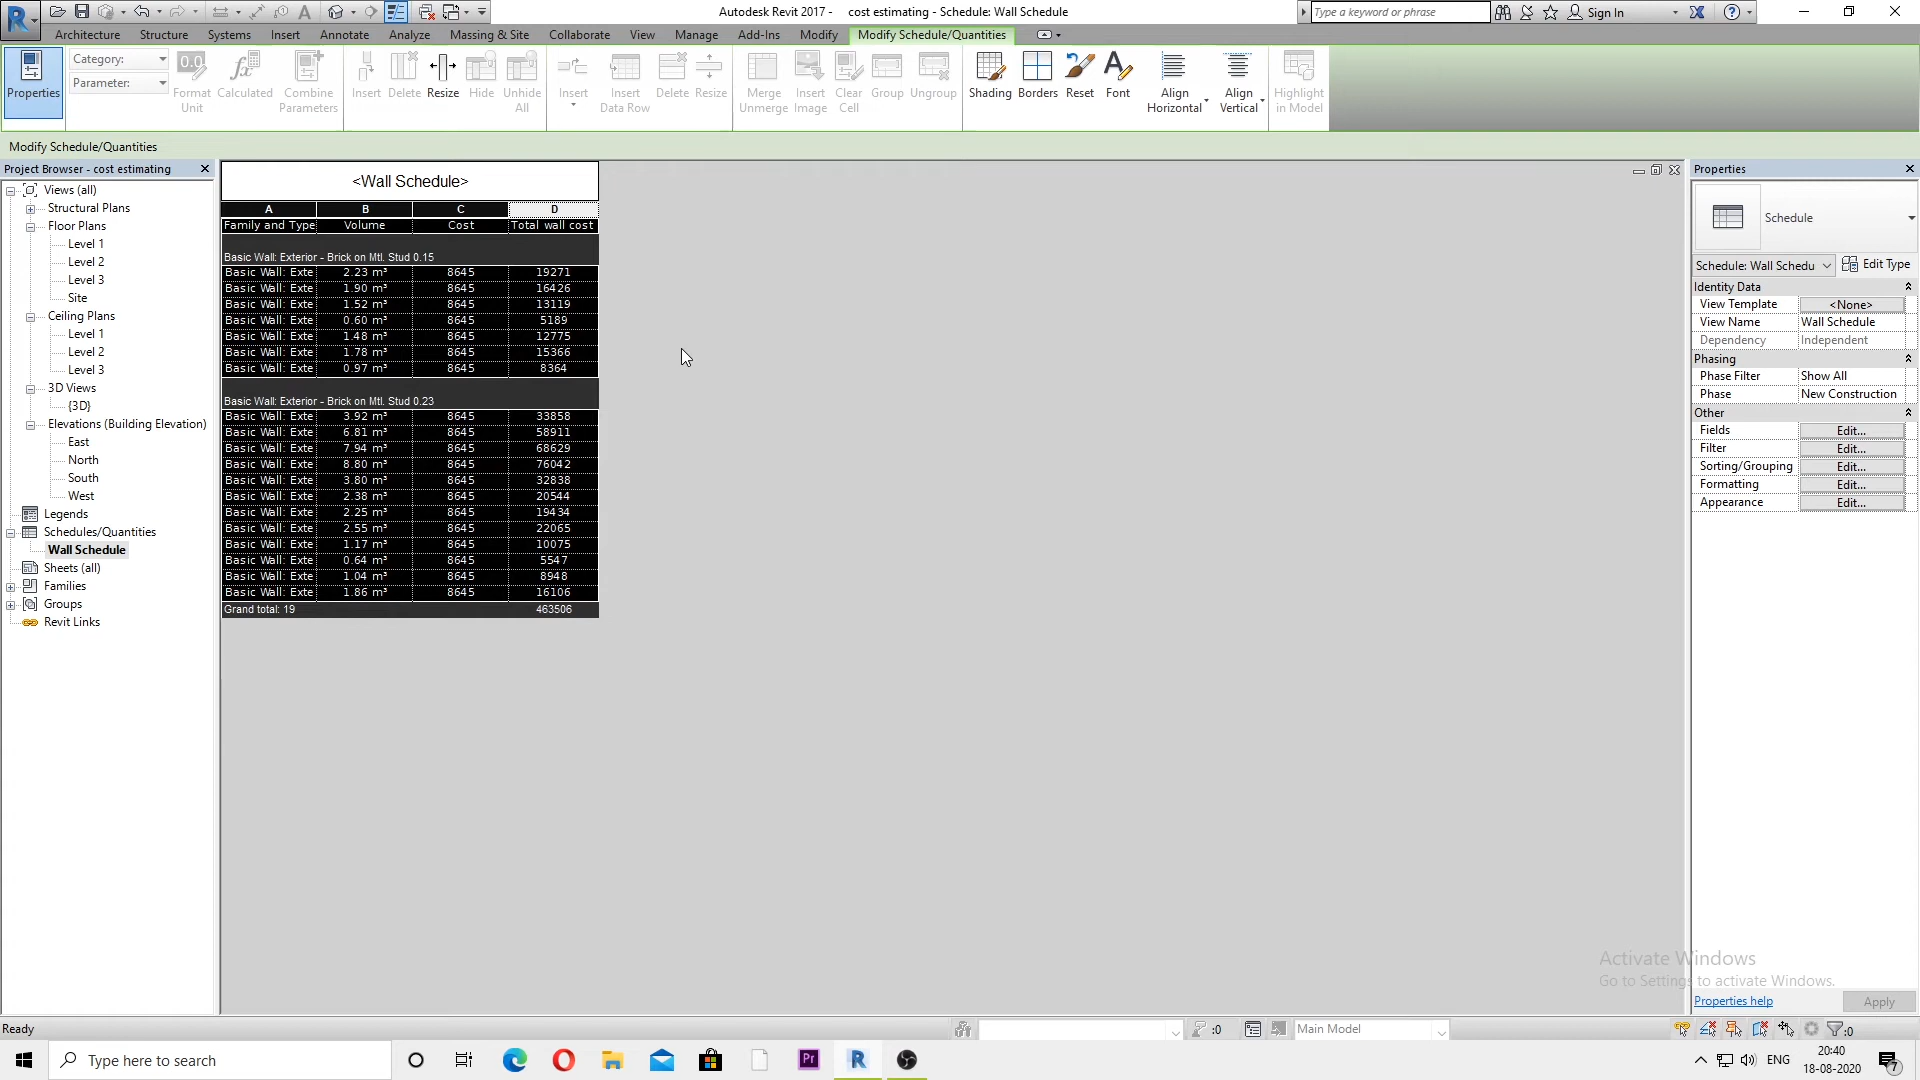 Autodesk Revit 2017 - cost estimating - Schedule: Wall Schedule
Type a keyword or phrase
Sign In
Architecture Structure Systems Insert Annotate Analyze Massing & Site Collaborate View Manage Add-Ins Modify Modify Schedule/Quantities
Properties
Category:
Parameter:
Format Unit
Calculated
Combine Parameters
Insert
Delete
Resize
Hide
Unhide All
Insert
Insert Data Row
Delete
Resize
Merge Unmerge
Insert Image
Clear Cell
Group
Ungroup
Shading
Borders
Reset
Font
Align Horizontal
Align Vertical
Highlight in Model
Modify Schedule/Quantities
Project Browser - cost estimating
Views (all)
Structural Plans
Floor Plans
Level 1
Level 2
Level 3
Site
Ceiling Plans
Level 1
Level 2
Level 3
3D Views
{3D}
Elevations (Building Elevation)
East
North
South
West
Legends
Schedules/Quantities
Wall Schedule
Sheets (all)
Families
Groups
Revit Links
<Wall Schedule>
A B C D
Family and Type Volume Cost Total wall cost
Basic Wall: Exterior - Brick on Mtl. Stud 0.15
Basic Wall: Exte 2.23 m³ 8645 19271
Basic Wall: Exte 1.90 m³ 8645 16426
Basic Wall: Exte 1.52 m³ 8645 13119
Basic Wall: Exte 0.60 m³ 8645 5189
Basic Wall: Exte 1.48 m³ 8645 12775
Basic Wall: Exte 1.78 m³ 8645 15366
Basic Wall: Exte 0.97 m³ 8645 8364
Basic Wall: Exterior - Brick on Mtl. Stud 0.23
Basic Wall: Exte 3.92 m³ 8645 33858
Basic Wall: Exte 6.81 m³ 8645 58911
Basic Wall: Exte 7.94 m³ 8645 68629
Basic Wall: Exte 8.80 m³ 8645 76042
Basic Wall: Exte 3.80 m³ 8645 32838
Basic Wall: Exte 2.38 m³ 8645 20544
Basic Wall: Exte 2.25 m³ 8645 19434
Basic Wall: Exte 2.55 m³ 8645 22065
Basic Wall: Exte 1.17 m³ 8645 10075
Basic Wall: Exte 0.64 m³ 8645 5547
Basic Wall: Exte 1.04 m³ 8645 8948
Basic Wall: Exte 1.86 m³ 8645 16106
Grand total: 19 463506
Properties
Schedule
Schedule: Wall Schedu
Edit Type
Identity Data
View Template <None>
View Name Wall Schedule
Dependency Independent
Phasing
Phase Filter Show All
Phase New Construction
Other
Fields Edit...
Filter Edit...
Sorting/Grouping Edit...
Formatting Edit...
Appearance Edit...
Activate Windows
Go to Settings to activate Windows.
Properties help
Apply
Ready
:0
Main Model
:0
Type here to search
Pr
R
ENG
20:40
18-08-2020
7